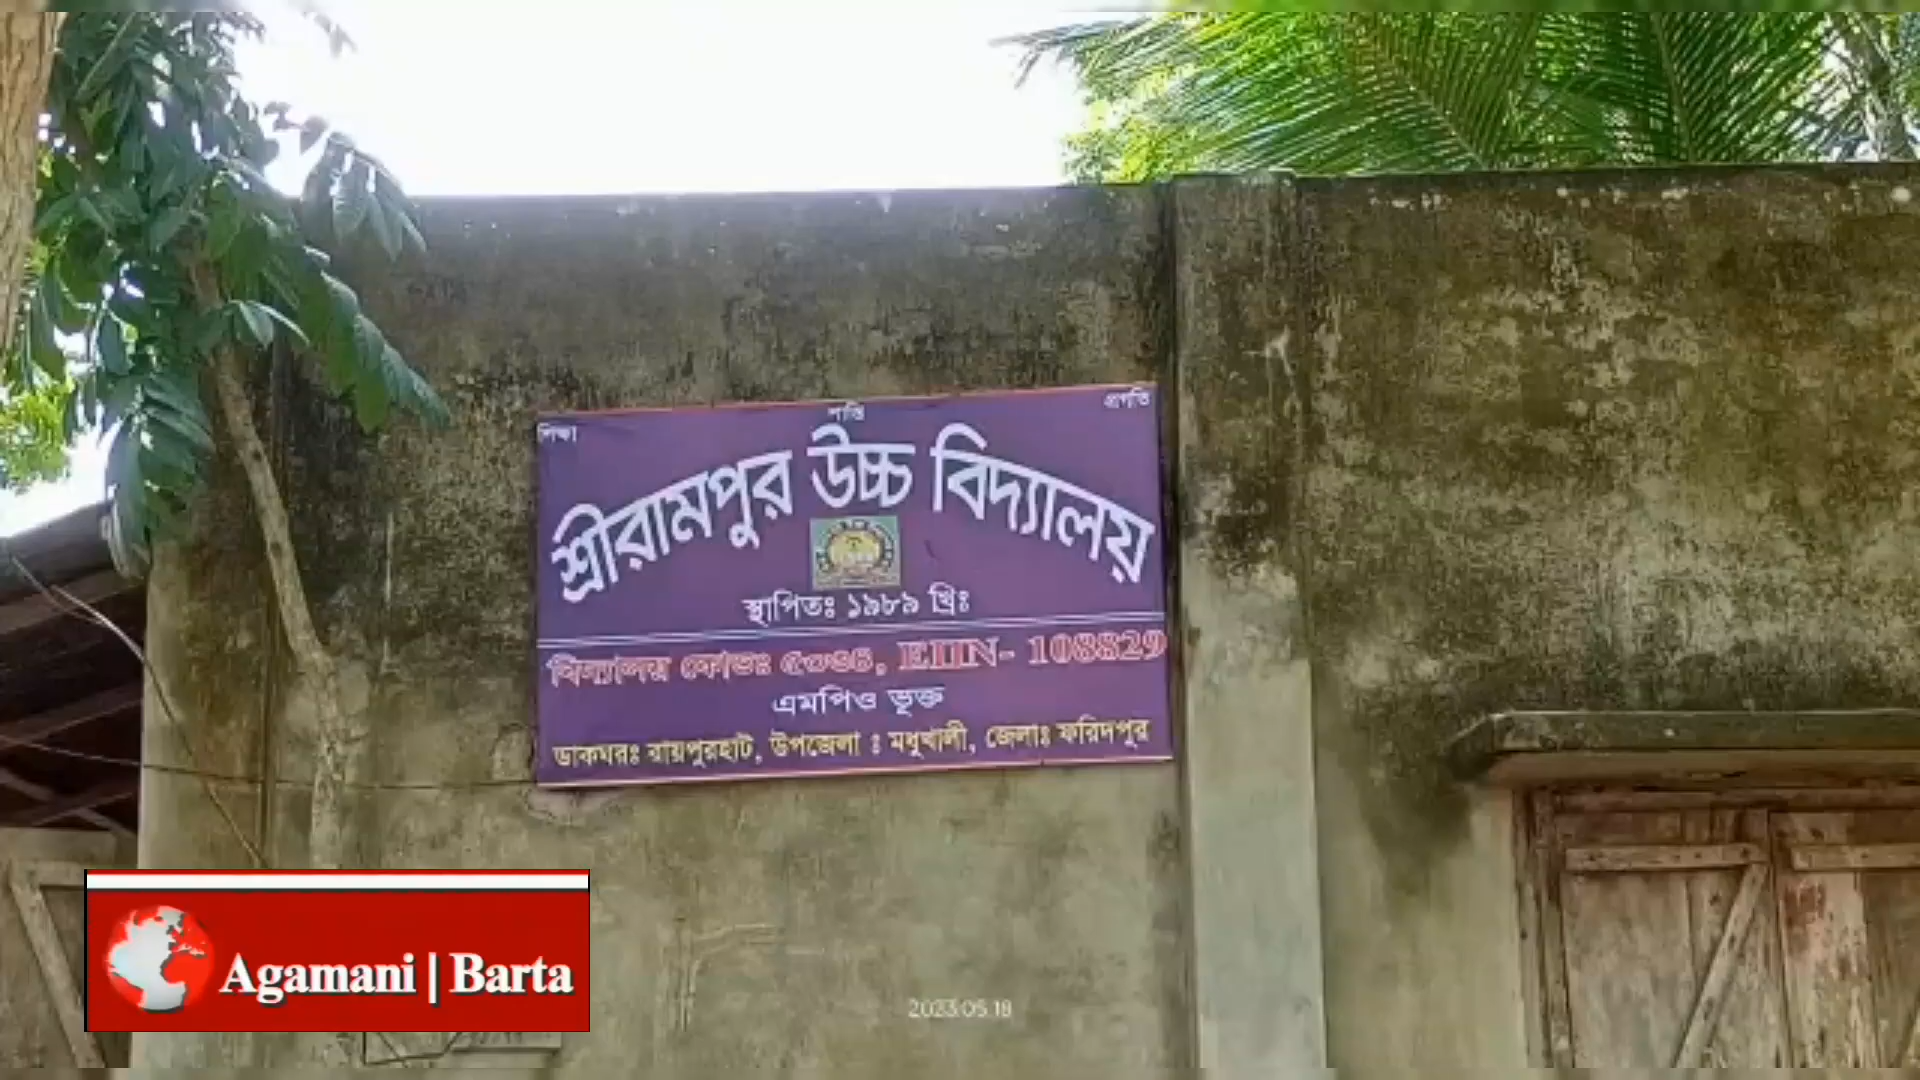 শিক্ষা শান্তি প্রগতি
শ্রীরামপুর উচ্চ বিদ্যালয়
স্থাপিতঃ ১৯৮৯ খ্রিঃ
বিদ্যালয় কোডঃ EIIN- 108829
এমপিও ভূক্ত
ডাকঘরঃ রায়পুরহাট, উপজেলা : মধুখালী, জেলাঃ ফরিদপুর
Agamani | Barta
2023.05.18